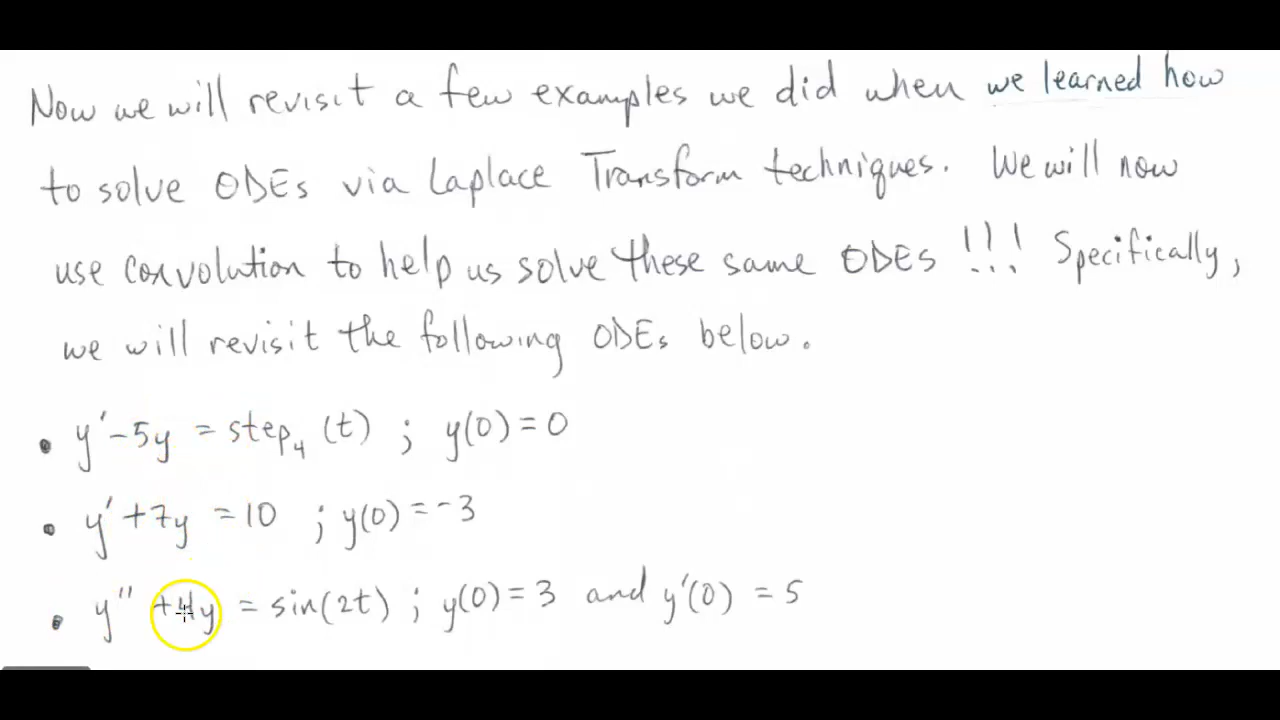 Now we will revisit a few examples we did when we learned how
to solve ODEs via Laplace Transform techniques. We will now
use convolution to help us solve these same ODEs !!! Specifically,
we will revisit the following ODEs below.
• y' - 5y = step₄ (t) ; y(0) = 0
• y' + 7y = 10 ; y(0) = -3
• y'' + 4y = sin(2t) ; y(0) = 3 and y'(0) = 5